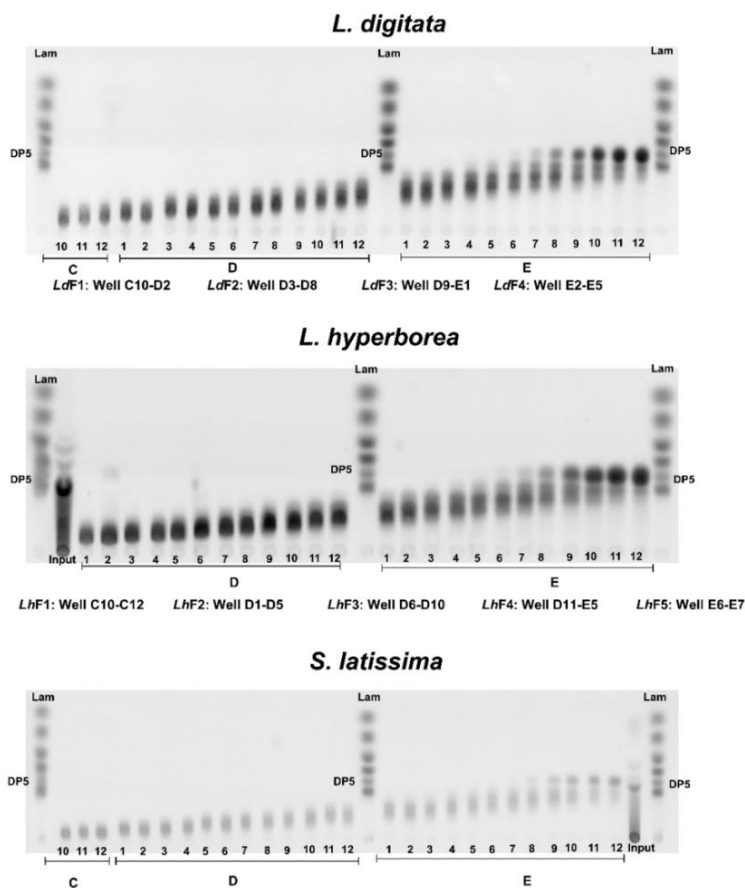 L. digitata
Lam Lam Lam
DP5 DP5 DP5
10 11 12 1 2 3 4 5 6 7 8 9 10 11 12 1 2 3 4 5 6 7 8 9 10 11 12
C D E
LdF1: Well C10-D2 LdF2: Well D3-D8 LdF3: Well D9-E1 LdF4: Well E2-E5
L. hyperborea
Lam Lam Lam
DP5 DP5 DP5
Input 1 2 3 4 5 6 7 8 9 10 11 12 1 2 3 4 5 6 7 8 9 10 11 12
D E
LhF1: Well C10-C12 LhF2: Well D1-D5 LhF3: Well D6-D10 LhF4: Well D11-E5 LhF5: Well E6-E7
S. latissima
Lam Lam Lam
DP5 DP5 DP5
10 11 12 1 2 3 4 5 6 7 8 9 10 11 12 1 2 3 4 5 6 7 8 9 10 11 12 Input
C D E